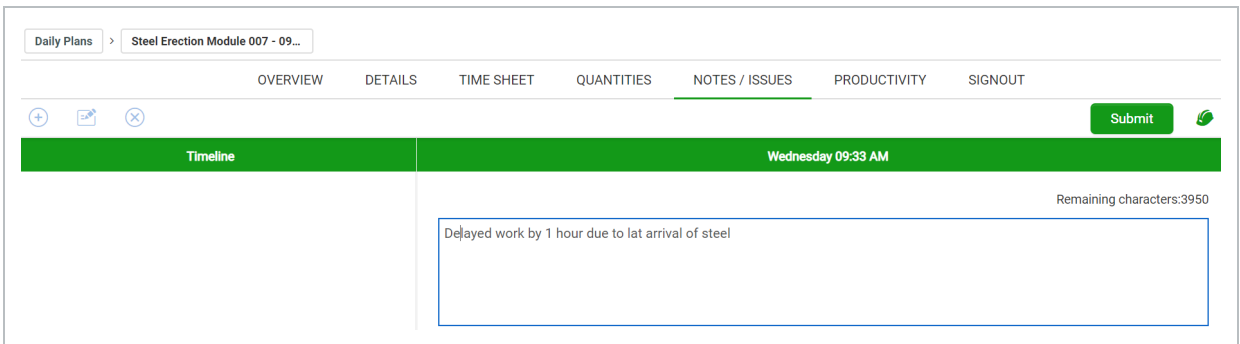 Daily Plans > Steel Erection Module 007 - 09...
OVERVIEW DETAILS TIME SHEET QUANTITIES NOTES / ISSUES PRODUCTIVITY SIGNOUT
Submit
Timeline Wednesday 09:33 AM
Remaining characters:3950
Delayed work by 1 hour due to lat arrival of steel